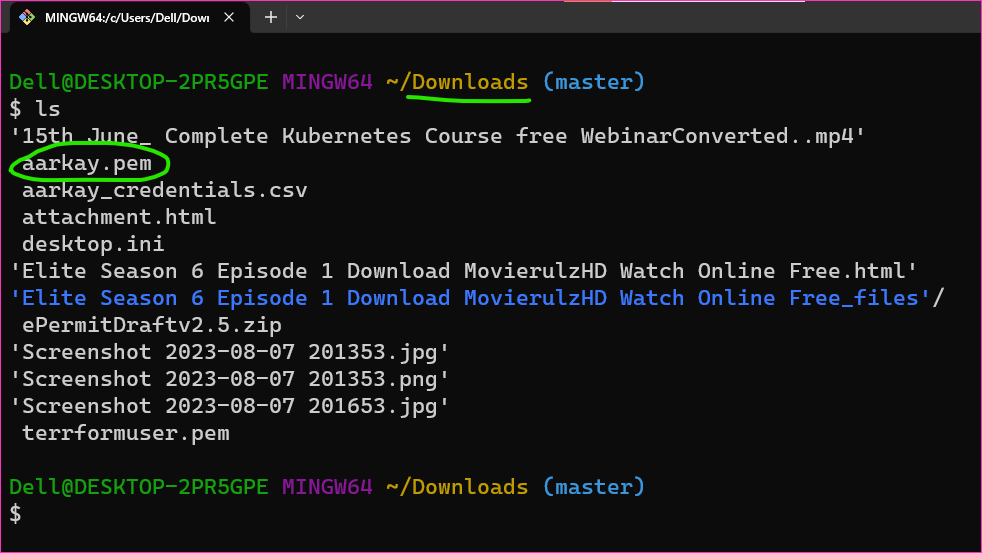 MINGW64:/c/Users/Dell/Dow
Dell@DESKTOP-2PR5GPE MINGW64 ~/Downloads (master)
$ ls
'15th June_ Complete Kubernetes Course free WebinarConverted..mp4'
aarkay.pem
aarkay_credentials.csv
attachment.html
desktop.ini
'Elite Season 6 Episode 1 Download MovierulzHD Watch Online Free.html'
'Elite Season 6 Episode 1 Download MovierulzHD Watch Online Free_files'/
ePermitDraftv2.5.zip
'Screenshot 2023-08-07 201353.jpg'
'Screenshot 2023-08-07 201353.png'
'Screenshot 2023-08-07 201653.jpg'
terrformuser.pem
Dell@DESKTOP-2PR5GPE MINGW64 ~/Downloads (master)
$